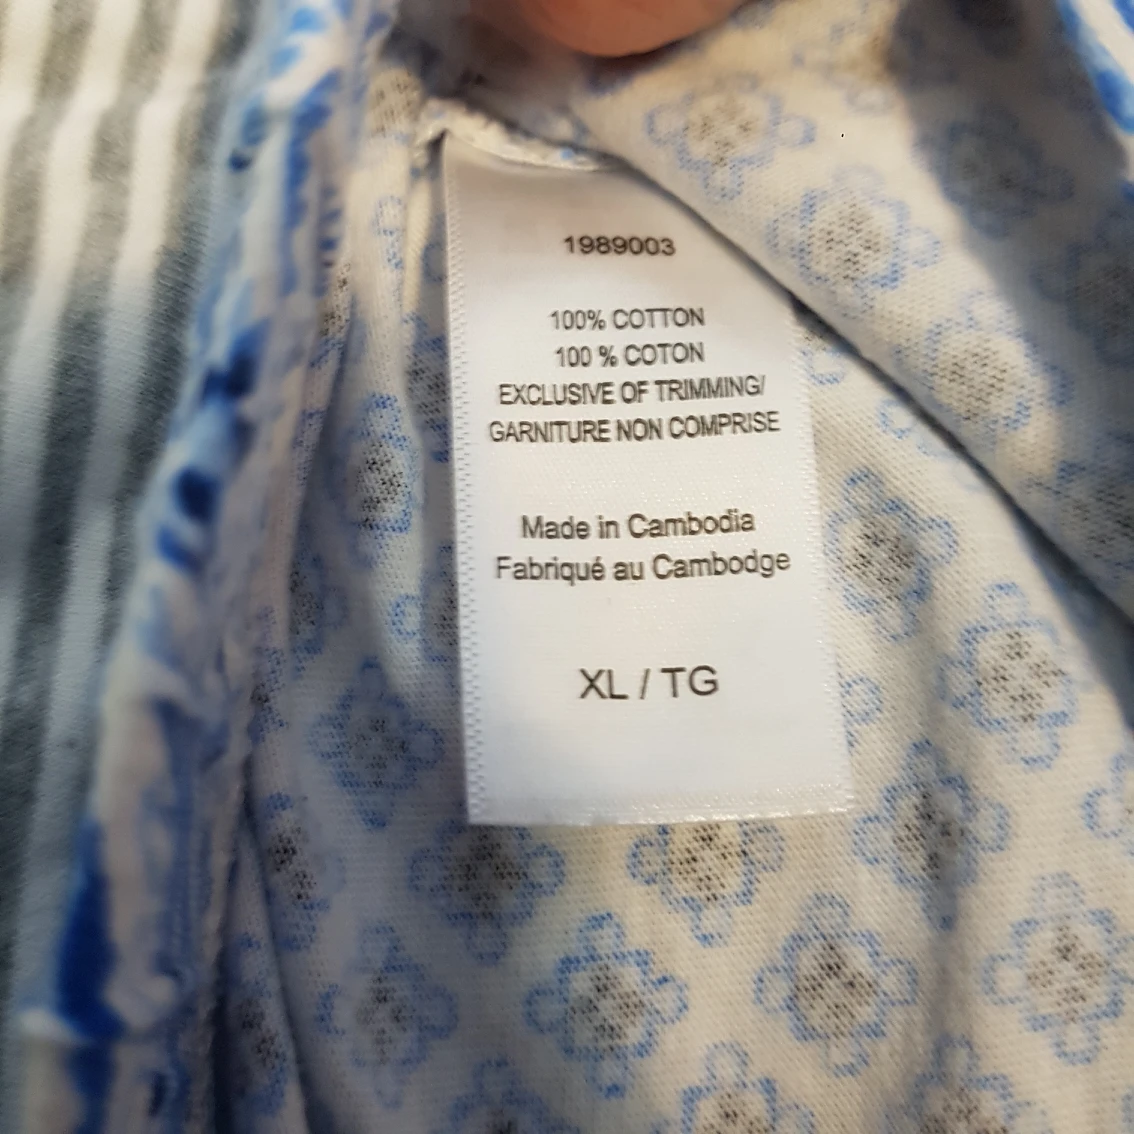 1989003
100% COTTON
100 % COTON
EXCLUSIVE OF TRIMMING/
GARNITURE NON COMPRISE
Made in Cambodia
Fabriqué au Cambodge
XL / TG